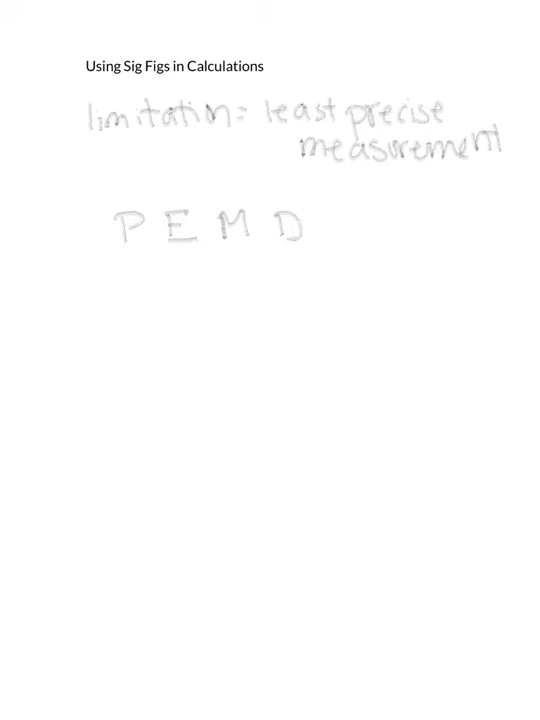 Using Sig Figs in Calculations
limitation = least precise
measurement
P E M D